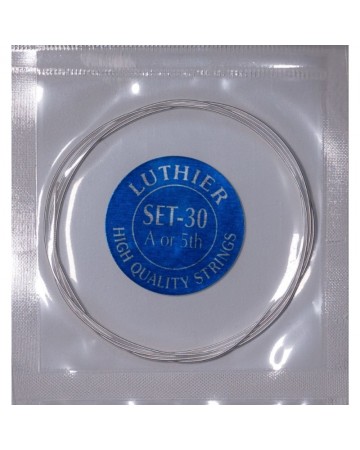 LUTHIER
SET-30
A or 5th
HIGH QUALITY STRINGS